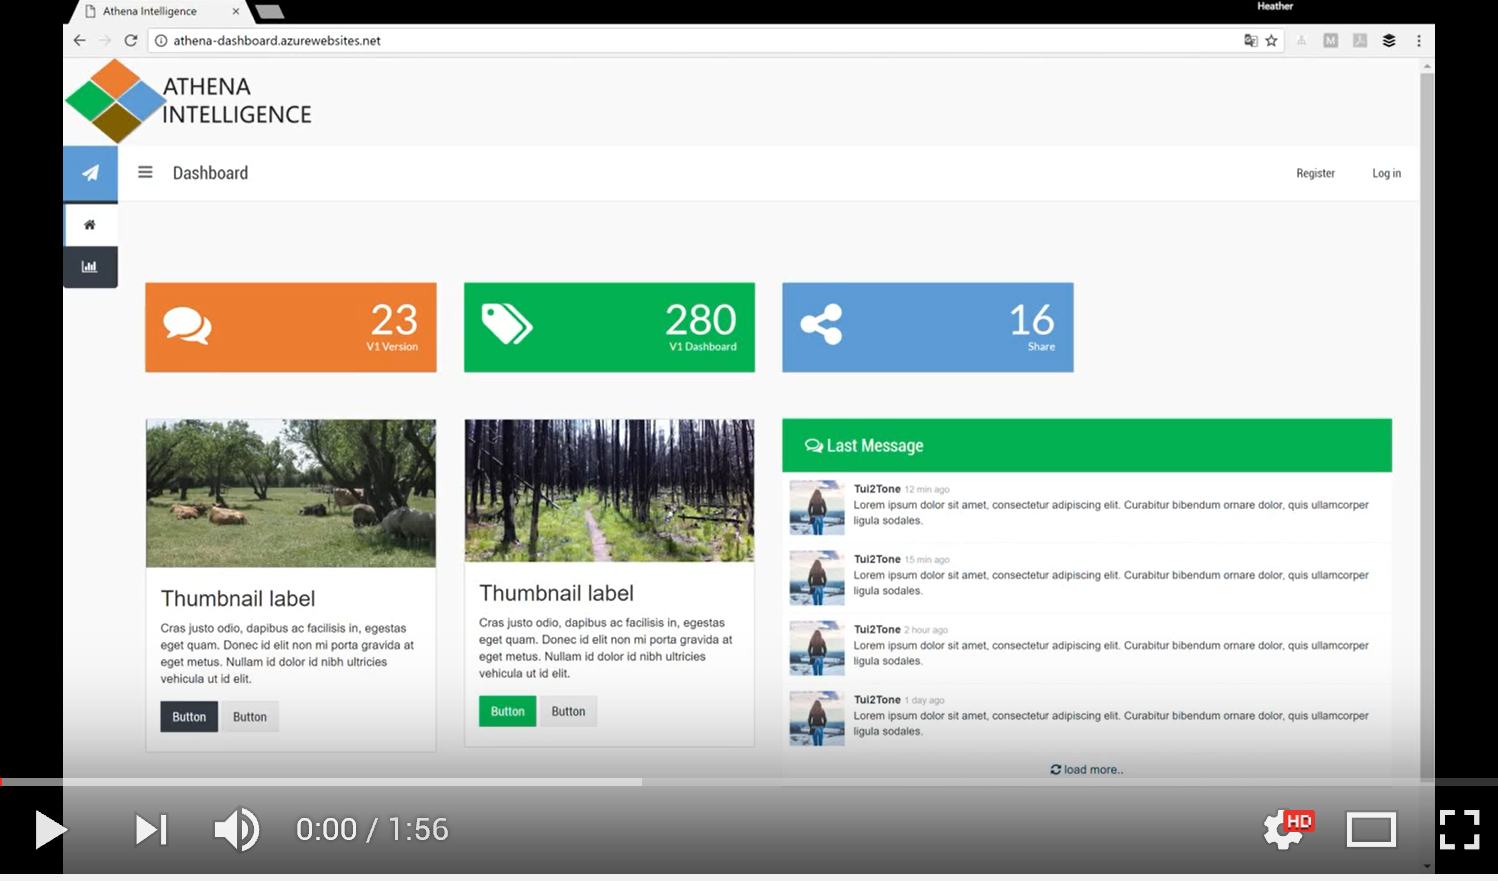 Heather
Athena Intelligence
athena-dashboard.azurewebsites.net
ATHENA
INTELLIGENCE
Dashboard
Register
Log in
23
V1 Version
280
V1 Dashboard
16
Share
Thumbnail label
Cras justo odio, dapibus ac facilisis in, egestas
eget quam. Donec id elit non mi porta gravida at
eget metus. Nullam id dolor id nibh ultricies
vehicula ut id elit.
Button
Button
Thumbnail label
Cras justo odio, dapibus ac facilisis in, egestas
eget quam. Donec id elit non mi porta gravida at
eget metus. Nullam id dolor id nibh ultricies
vehicula ut id elit.
Button
Button
Last Message
Tui2Tone 12 min ago
Lorem ipsum dolor sit amet, consectetur adipiscing elit. Curabitur bibendum ornare dolor, quis ullamcorper
ligula sodales.
Tui2Tone 15 min ago
Lorem ipsum dolor sit amet, consectetur adipiscing elit. Curabitur bibendum ornare dolor, quis ullamcorper
ligula sodales.
Tui2Tone 2 hour ago
Lorem ipsum dolor sit amet, consectetur adipiscing elit. Curabitur bibendum ornare dolor, quis ullamcorper
ligula sodales.
Tui2Tone 1 day ago
Lorem ipsum dolor sit amet, consectetur adipiscing elit. Curabitur bibendum ornare dolor, quis ullamcorper
ligula sodales.
load more..
0:00 / 1:56
HD